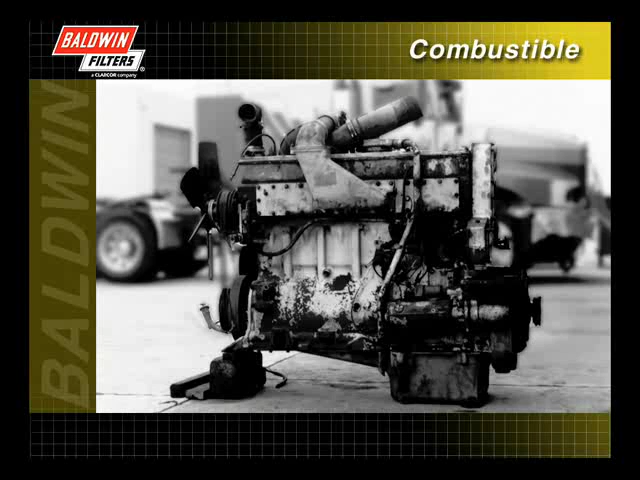 BALDWIN
FILTERS
a CLARCOR company
®
Combustible
BALDWIN